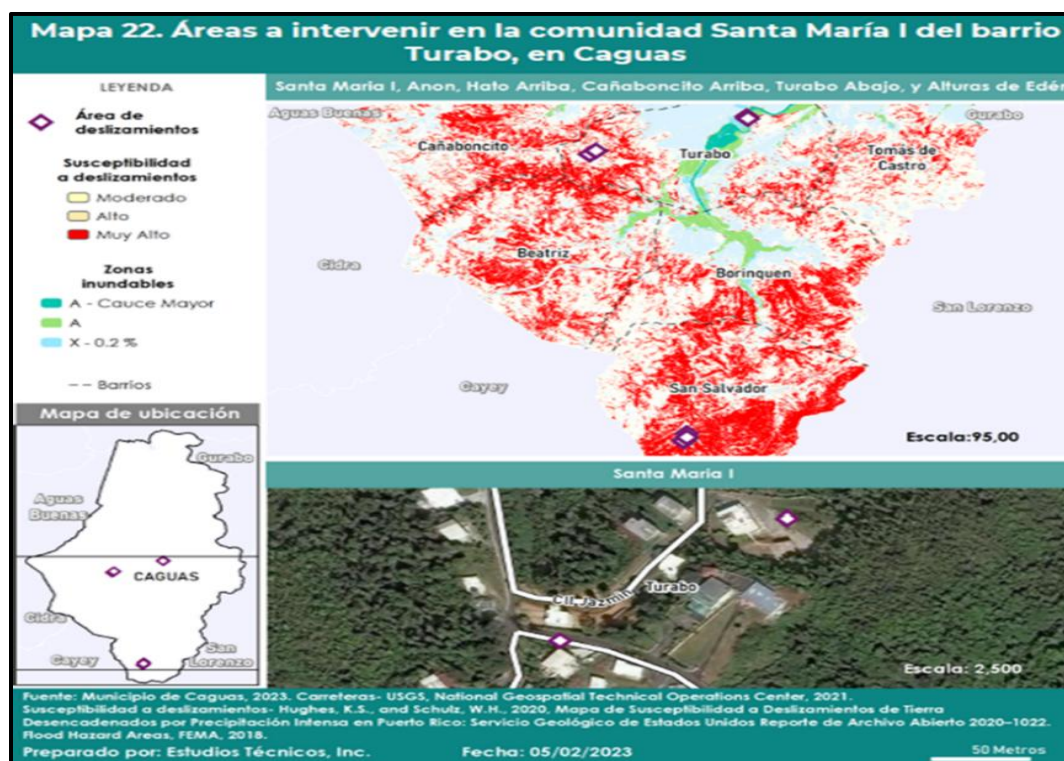 Mapa 22. Áreas a intervenir en la comunidad Santa María I del barrio
Turabo, en Caguas
LEYENDA
Área de
deslizamientos
Susceptibilidad
a deslizamientos
Moderado
Alto
Muy Alto
Zonas
inundables
A - Cauce Mayor
A
X - 0.2 %
Barrios
Mapa de ubicación
Gurabo
Aguas
Buenas
CAGUAS
Cidra
Cayey
San
Lorenzo
Santa Maria I, Anon, Hato Arriba, Cañaboncito Arriba, Turabo Abajo, y Alturas de Edén
Aguas Buenas
Gurabo
Cañaboncito
Turabo
Tomás de
Castro
Cidra
Beatriz
Borinquen
San Lorenzo
Cayey
San Salvador
Escala:95,00
Santa Maria I
Turabo
Cll Jazmin
Escala: 2,500
Fuente: Municipio de Caguas, 2023. Carreteras- USGS, National Geospatial Technical Operations Center, 2021.
Susceptibilidad a deslizamientos- Hughes, K.S., and Schulz, W.H., 2020, Mapa de Susceptibilidad a Deslizamientos de Tierra
Desencadenados por Precipitación Intensa en Puerto Rico: Servicio Geológico de Estados Unidos Reporte de Archivo Abierto 2020–1022.
Flood Hazard Areas, FEMA, 2018.
Preparado por: Estudios Técnicos, Inc. Fecha: 05/02/2023
50 Metros